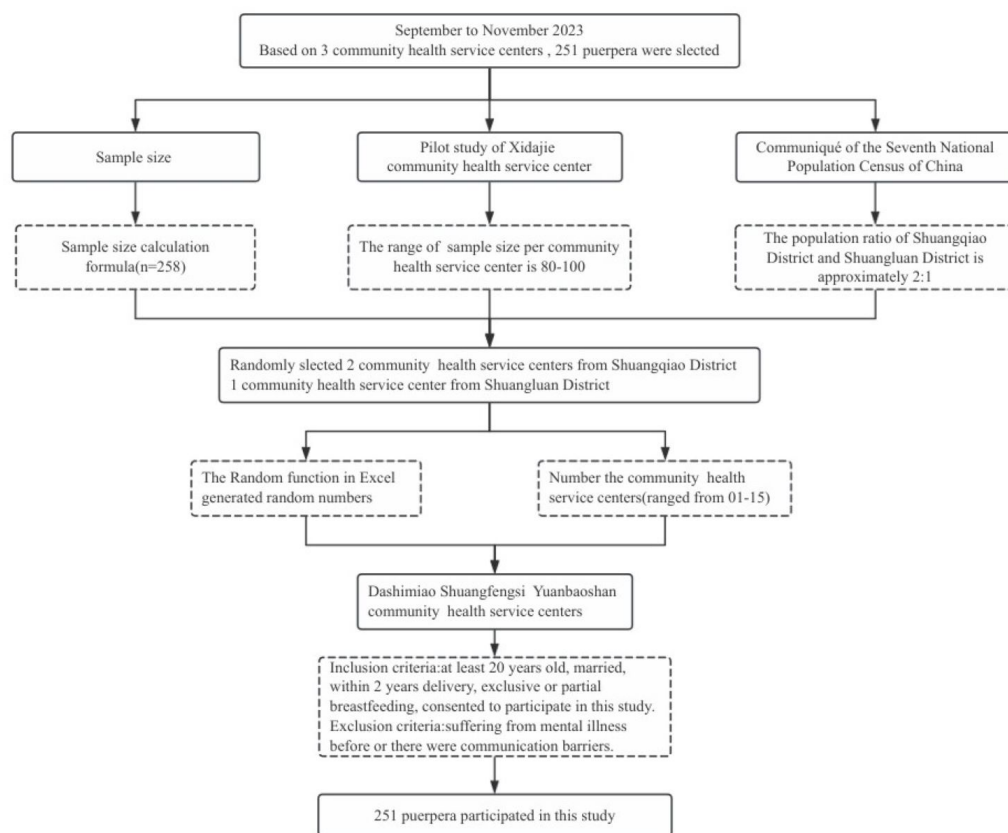 September to November 2023
Based on 3 community health service centers , 251 puerpera were slected
Sample size
Pilot study of Xidajie
community health service center
Communiqué of the Seventh National
Population Census of China
Sample size calculation
formula(n=258)
The range of sample size per community
health service center is 80-100
The population ratio of Shuangqiao
District and Shuangluan District is
approximately 2:1
Randomly slected 2 community health service centers from Shuangqiao District
1 community health service center from Shuangluan District
The Random function in Excel
generated random numbers
Number the community health
service centers(ranged from 01-15)
Dashimiao Shuangfengsi Yuanbaoshan
community health service centers
Inclusion criteria:at least 20 years old, married,
within 2 years delivery, exclusive or partial
breastfeeding, consented to participate in this study.
Exclusion criteria:suffering from mental illness
before or there were communication barriers.
251 puerpera participated in this study